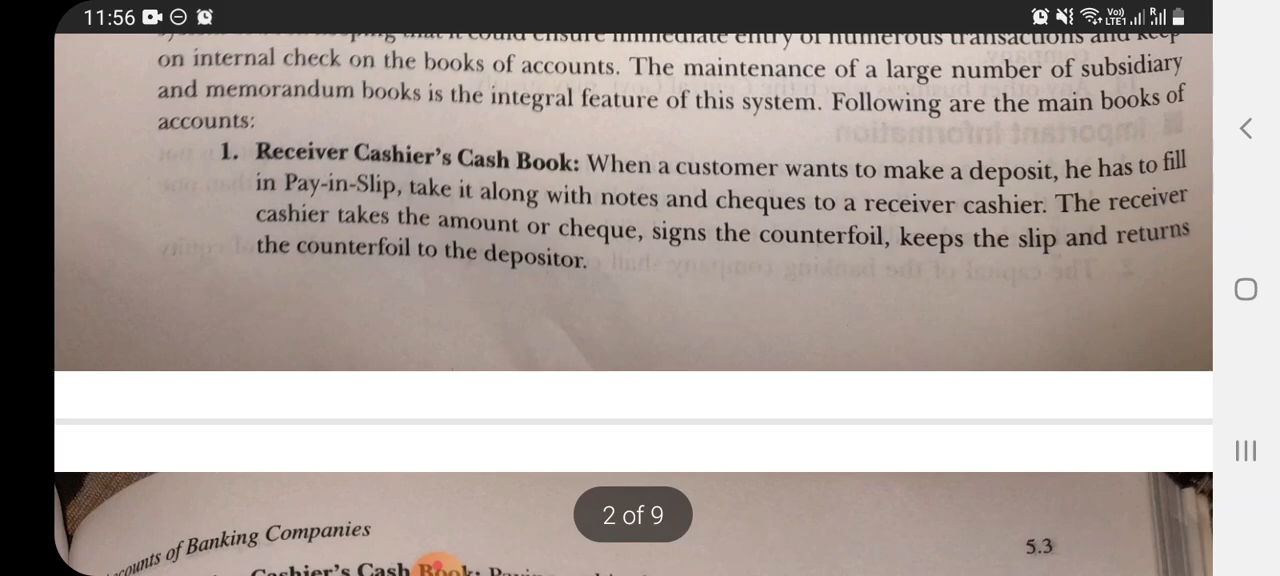 11:56
Vo)) R
LTE1
on internal check on the books of accounts. The maintenance of a large number of subsidiary
and memorandum books is the integral feature of this system. Following are the main books of
accounts:
1. Receiver Cashier's Cash Book: When a customer wants to make a deposit, he has to fill
in Pay-in-Slip, take it along with notes and cheques to a receiver cashier. The receiver
cashier takes the amount or cheque, signs the counterfoil, keeps the slip and returns
the counterfoil to the depositor.
2 of 9
of Banking Companies 5.3
Cashier's Cash Book: